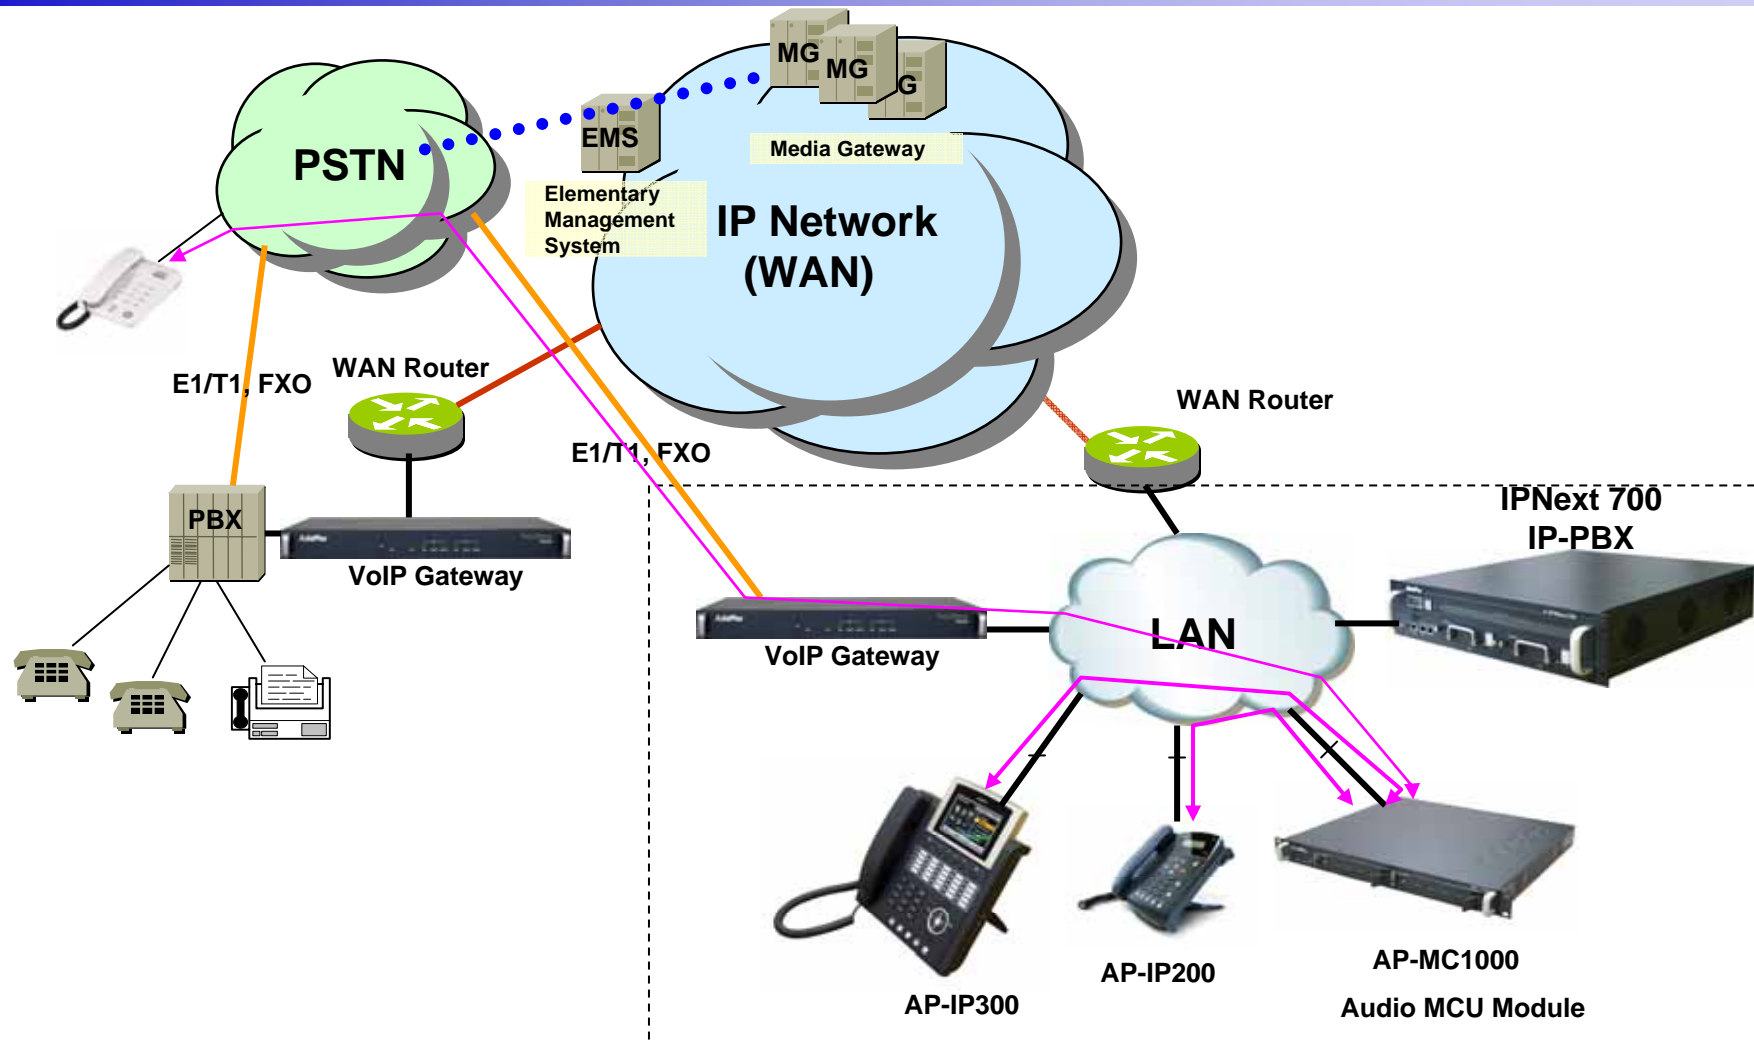 MG
MG
G
EMS
Media Gateway
PSTN
Elementary
Management
System
IP Network
(WAN)
WAN Router
E1/T1, FXO
WAN Router
E1/T1, FXO
IPNext 700
IP-PBX
PBX
VoIP Gateway
LAN
VoIP Gateway
AP-IP300
AP-IP200
AP-MC1000
Audio MCU Module